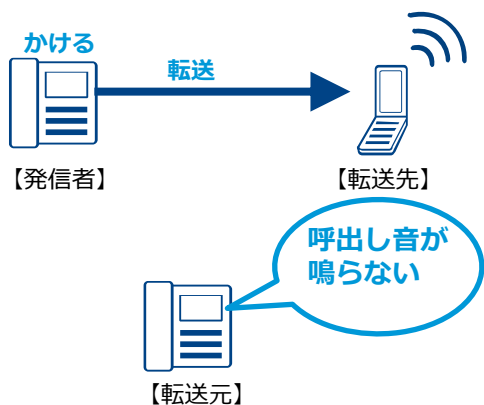 かける
転送
【発信者】
【転送先】
呼出し音が
鳴らない
【転送元】